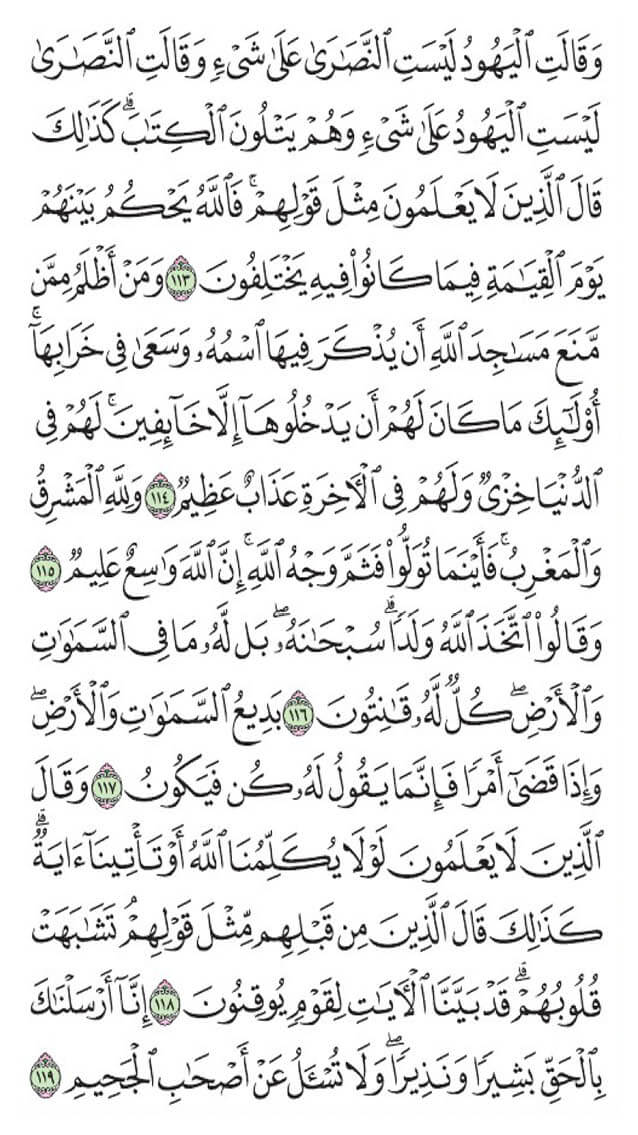 وَقَالَتِ ٱلْيَهُودُ لَيْسَتِ ٱلنَّصَٰرَىٰ عَلَىٰ شَىْءٍ وَقَالَتِ ٱلنَّصَٰرَىٰ
لَيْسَتِ ٱلْيَهُودُ عَلَىٰ شَىْءٍ وَهُمْ يَتْلُونَ ٱلْكِتَٰبَۗ كَذَٰلِكَ
قَالَ ٱلَّذِينَ لَا يَعْلَمُونَ مِثْلَ قَوْلِهِمْۚ فَٱللَّهُ يَحْكُمُ بَيْنَهُمْ
يَوْمَ ٱلْقِيَٰمَةِ فِيمَا كَانُوا۟ فِيهِ يَخْتَلِفُونَ ١١٣ وَمَنْ أَظْلَمُ مِمَّن
مَّنَعَ مَسَٰجِدَ ٱللَّهِ أَن يُذْكَرَ فِيهَا ٱسْمُهُۥ وَسَعَىٰ فِى خَرَابِهَآۚ
أُو۟لَٰٓئِكَ مَا كَانَ لَهُمْ أَن يَدْخُلُوهَآ إِلَّا خَآئِفِينَۚ لَهُمْ فِى
ٱلدُّنْيَا خِزْىٌ وَلَهُمْ فِى ٱلْءَاخِرَةِ عَذَابٌ عَظِيمٌ ١١٤ وَلِلَّهِ ٱلْمَشْرِقُ
وَٱلْمَغْرِبُۚ فَأَيْنَمَا تُوَلُّوا۟ فَثَمَّ وَجْهُ ٱللَّهِۚ إِنَّ ٱللَّهَ وَٰسِعٌ عَلِيمٌ ١١٥
وَقَالُوا۟ ٱتَّخَذَ ٱللَّهُ وَلَدًاۗ سُبْحَٰنَهُۥۖ بَل لَّهُۥ مَا فِى ٱلسَّمَٰوَٰتِ
وَٱلْأَرْضِۖ كُلٌّ لَّهُۥ قَٰنِتُونَ ١١٦ بَدِيعُ ٱلسَّمَٰوَٰتِ وَٱلْأَرْضِۖ
وَإِذَا قَضَىٰٓ أَمْرًا فَإِنَّمَا يَقُولُ لَهُۥ كُن فَيَكُونُ ١١٧ وَقَالَ
ٱلَّذِينَ لَا يَعْلَمُونَ لَوْلَا يُكَلِّمُنَا ٱللَّهُ أَوْ تَأْتِينَآ ءَايَةٌۗ
كَذَٰلِكَ قَالَ ٱلَّذِينَ مِن قَبْلِهِم مِّثْلَ قَوْلِهِمْۘ تَشَٰبَهَتْ
قُلُوبُهُمْۗ قَدْ بَيَّنَّا ٱلْءَايَٰتِ لِقَوْمٍ يُوقِنُونَ ١١٨ إِنَّآ أَرْسَلْنَٰكَ
بِٱلْحَقِّ بَشِيرًا وَنَذِيرًاۖ وَلَا تُسْـَٔلُ عَنْ أَصْحَٰبِ ٱلْجَحِيمِ ١١٩